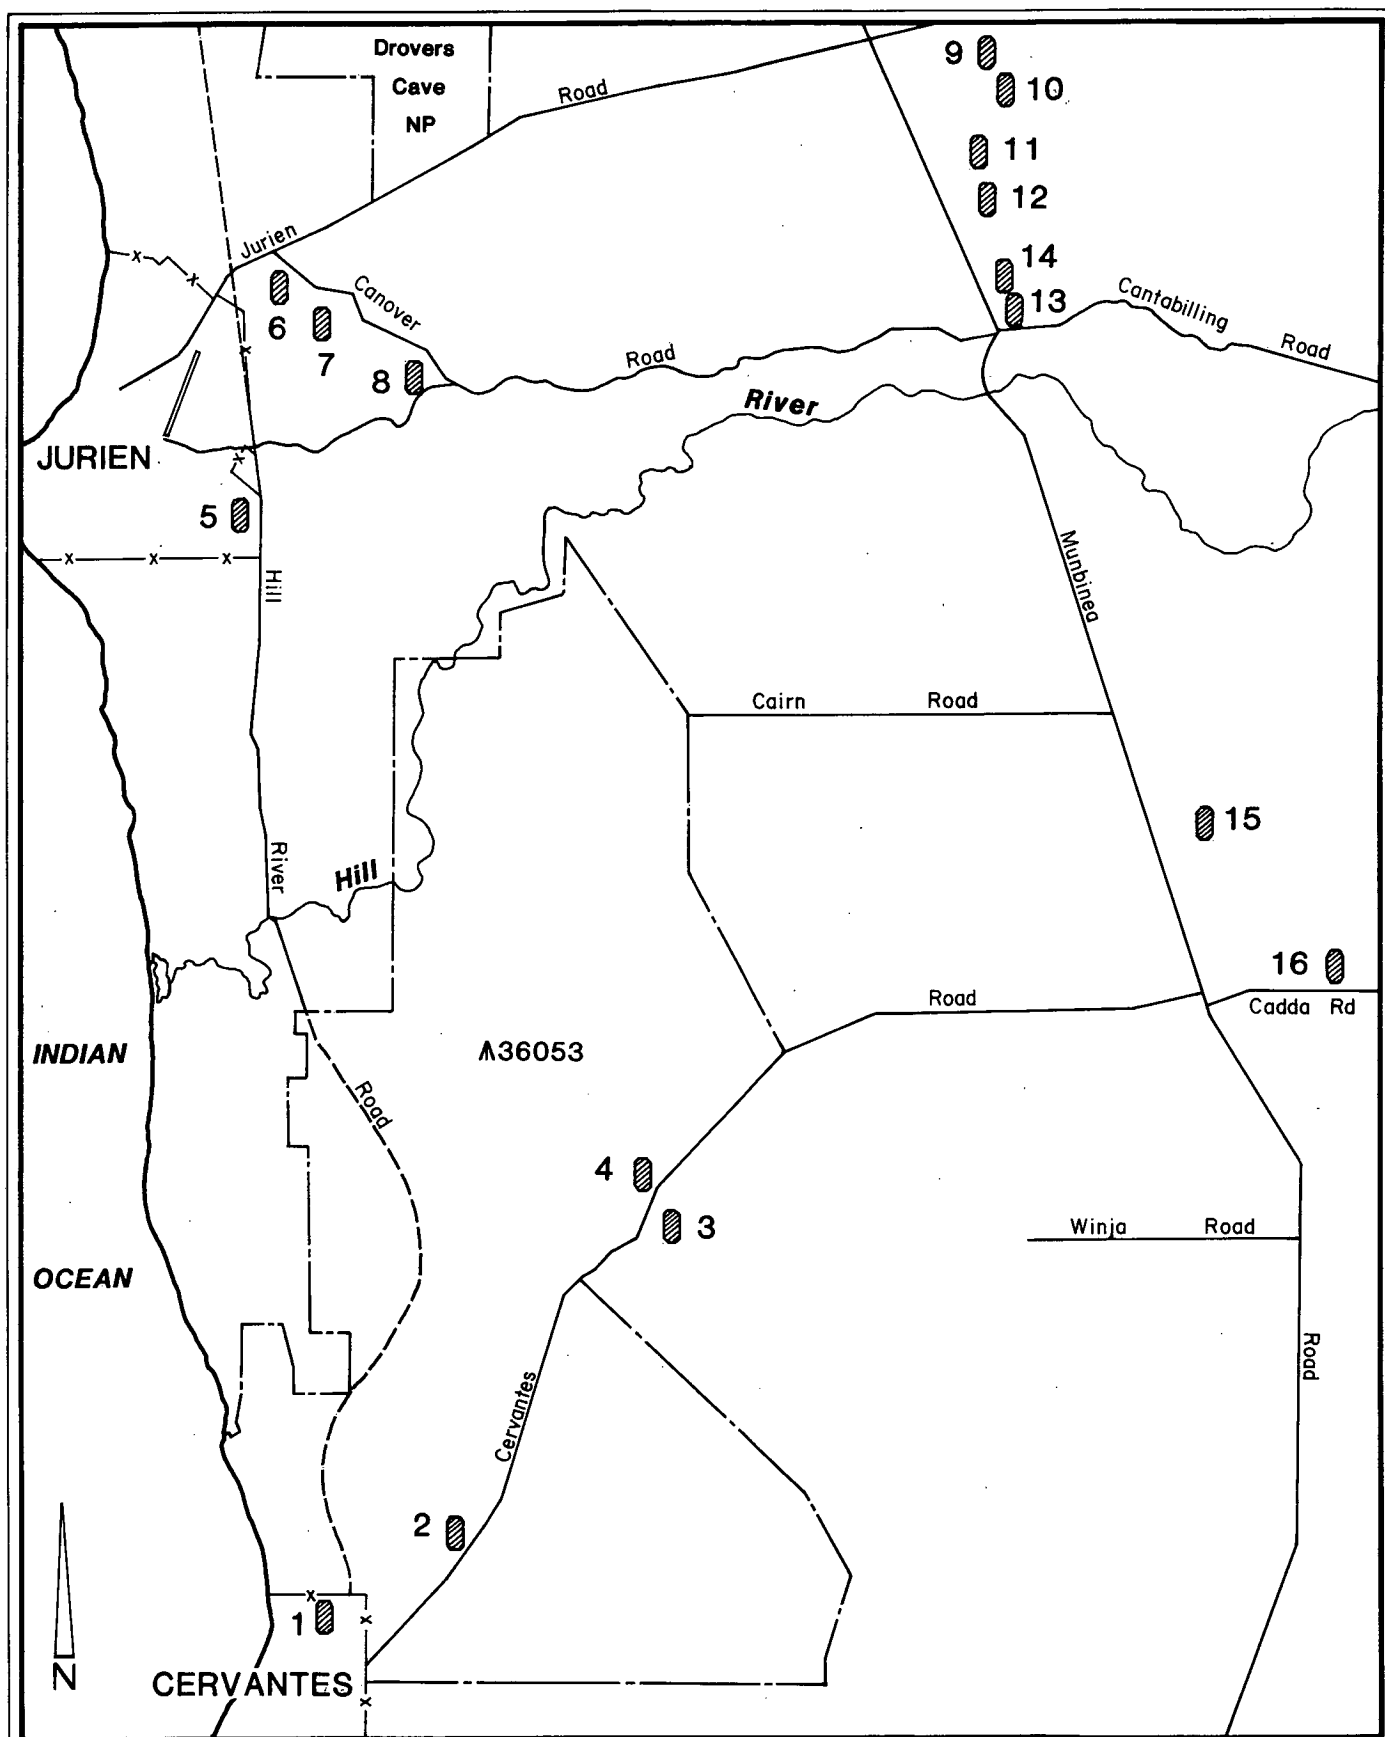 Drovers
Cave
NP
Road
9
10
11
12
14
13
Jurien
Canover
6
7
8
Road
Cantabilling
Road
River
JURIEN
5
Hill
Munbinea
Cairn Road
15
River
Hill
16
Road
Cadda Rd
INDIAN
36053
Road
4
3
Winja Road
OCEAN
Road
Cervantes
2
1
N
CERVANTES